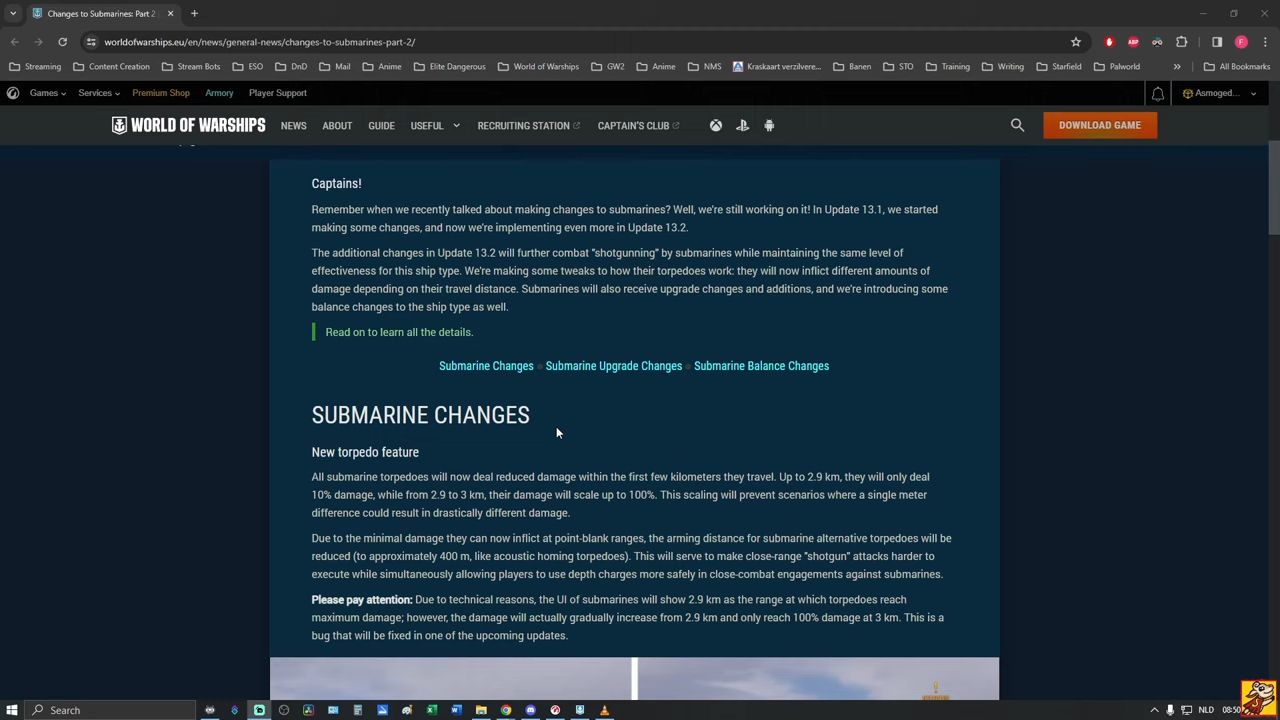 Changes to Submarines: Part 2
worldofwarships.eu/en/news/general-news/changes-to-submarines-part-2/
Streaming Content Creation Stream Bots ESO DnD Mail Anime Elite Dangerous World of Warships GW2 Anime NMS Kraskaart verzilvere... Banen STO Training Writing Starfield Palworld » All Bookmarks
Games Services Premium Shop Armory Player Support Asmoged...
WORLD OF WARSHIPS NEWS ABOUT GUIDE USEFUL RECRUITING STATION CAPTAIN'S CLUB DOWNLOAD GAME
Captains!
Remember when we recently talked about making changes to submarines? Well, we're still working on it! In Update 13.1, we started
making some changes, and now we're implementing even more in Update 13.2.
The additional changes in Update 13.2 will further combat "shotgunning" by submarines while maintaining the same level of
effectiveness for this ship type. We're making some tweaks to how their torpedoes work: they will now inflict different amounts of
damage depending on their travel distance. Submarines will also receive upgrade changes and additions, and we're introducing some
balance changes to the ship type as well.
Read on to learn all the details.
Submarine Changes Submarine Upgrade Changes Submarine Balance Changes
SUBMARINE CHANGES
New torpedo feature
All submarine torpedoes will now deal reduced damage within the first few kilometers they travel. Up to 2.9 km, they will only deal
10% damage, while from 2.9 to 3 km, their damage will scale up to 100%. This scaling will prevent scenarios where a single meter
difference could result in drastically different damage.
Due to the minimal damage they can now inflict at point-blank ranges, the arming distance for submarine alternative torpedoes will be
reduced (to approximately 400 m, like acoustic homing torpedoes). This will serve to make close-range "shotgun" attacks harder to
execute while simultaneously allowing players to use depth charges more safely in close-combat engagements against submarines.
Please pay attention: Due to technical reasons, the UI of submarines will show 2.9 km as the range at which torpedoes reach
maximum damage; however, the damage will actually gradually increase from 2.9 km and only reach 100% damage at 3 km. This is a
bug that will be fixed in one of the upcoming updates.
Search NLD